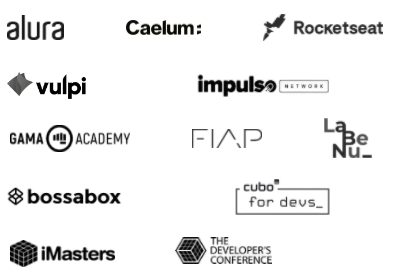 alura
Caelum:
Rocketseat
vulpi
impulso NETWORK
GAMA ACADEMY
FIAP
La
Be
Nu_
bossabox
cubo
for devs_
iMasters
THE
DEVELOPER'S
CONFERENCE